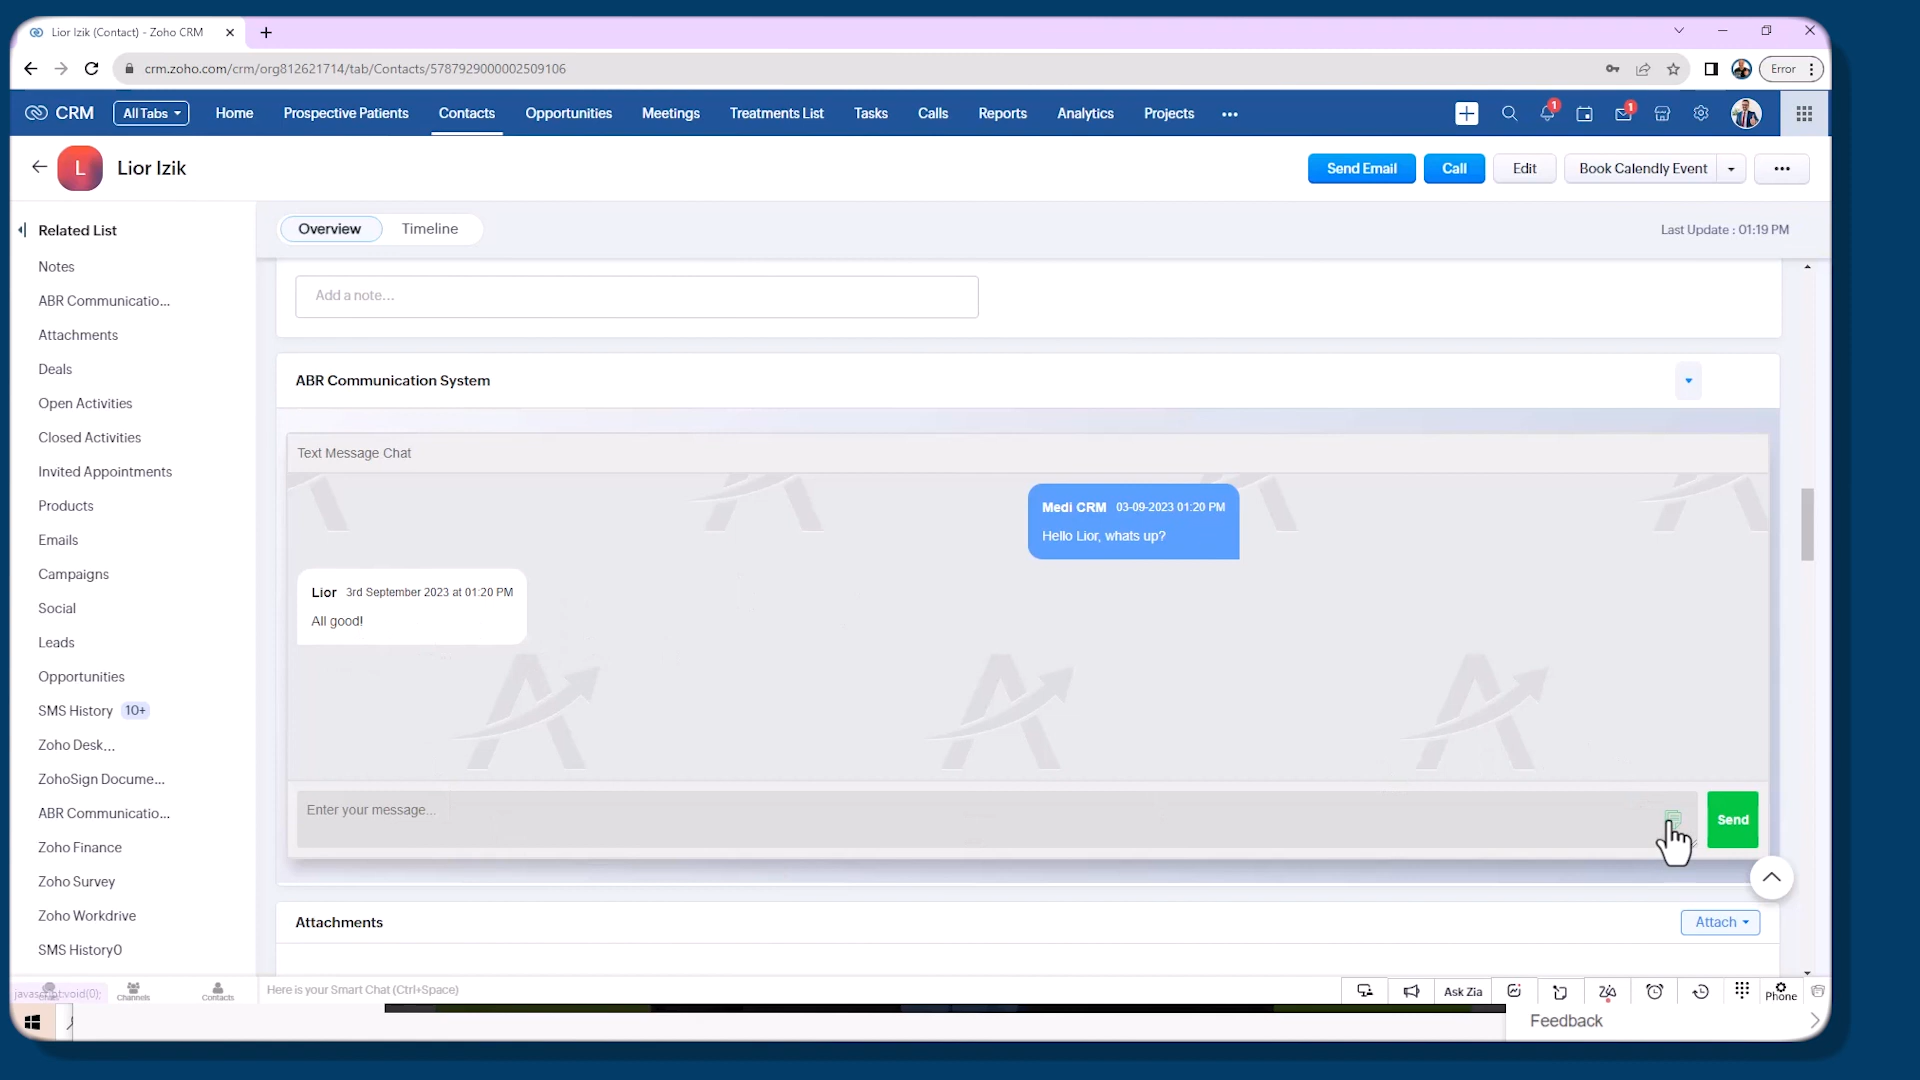 Lior Izik (Contact) - Zoho CRM
crm.zoho.com/crm/org812621714/tab/Contacts/5787929000002509106
Error
CRM
All Tabs
Home
Prospective Patients
Contacts
Opportunities
Meetings
Treatments List
Tasks
Calls
Reports
Analytics
Projects
1
1
L
Lior Izik
Send Email
Call
Edit
Book Calendly Event
Related List
Notes
ABR Communicatio...
Attachments
Deals
Open Activities
Closed Activities
Invited Appointments
Products
Emails
Campaigns
Social
Leads
Opportunities
SMS History 10+
Zoho Desk...
ZohoSign Docume...
ABR Communicatio...
Zoho Finance
Zoho Survey
Zoho Workdrive
SMS History0
Overview
Timeline
Last Update : 01:19 PM
Add a note...
ABR Communication System
Text Message Chat
Medi CRM 03-09-2023 01:20 PM
Hello Lior, whats up?
Lior 3rd September 2023 at 01:20 PM
All good!
Enter your message...
Send
Attachments
Attach
javascript:void(0);
Channels
Contacts
Here is your Smart Chat (Ctrl+Space)
Ask Zia
Phone
Feedback